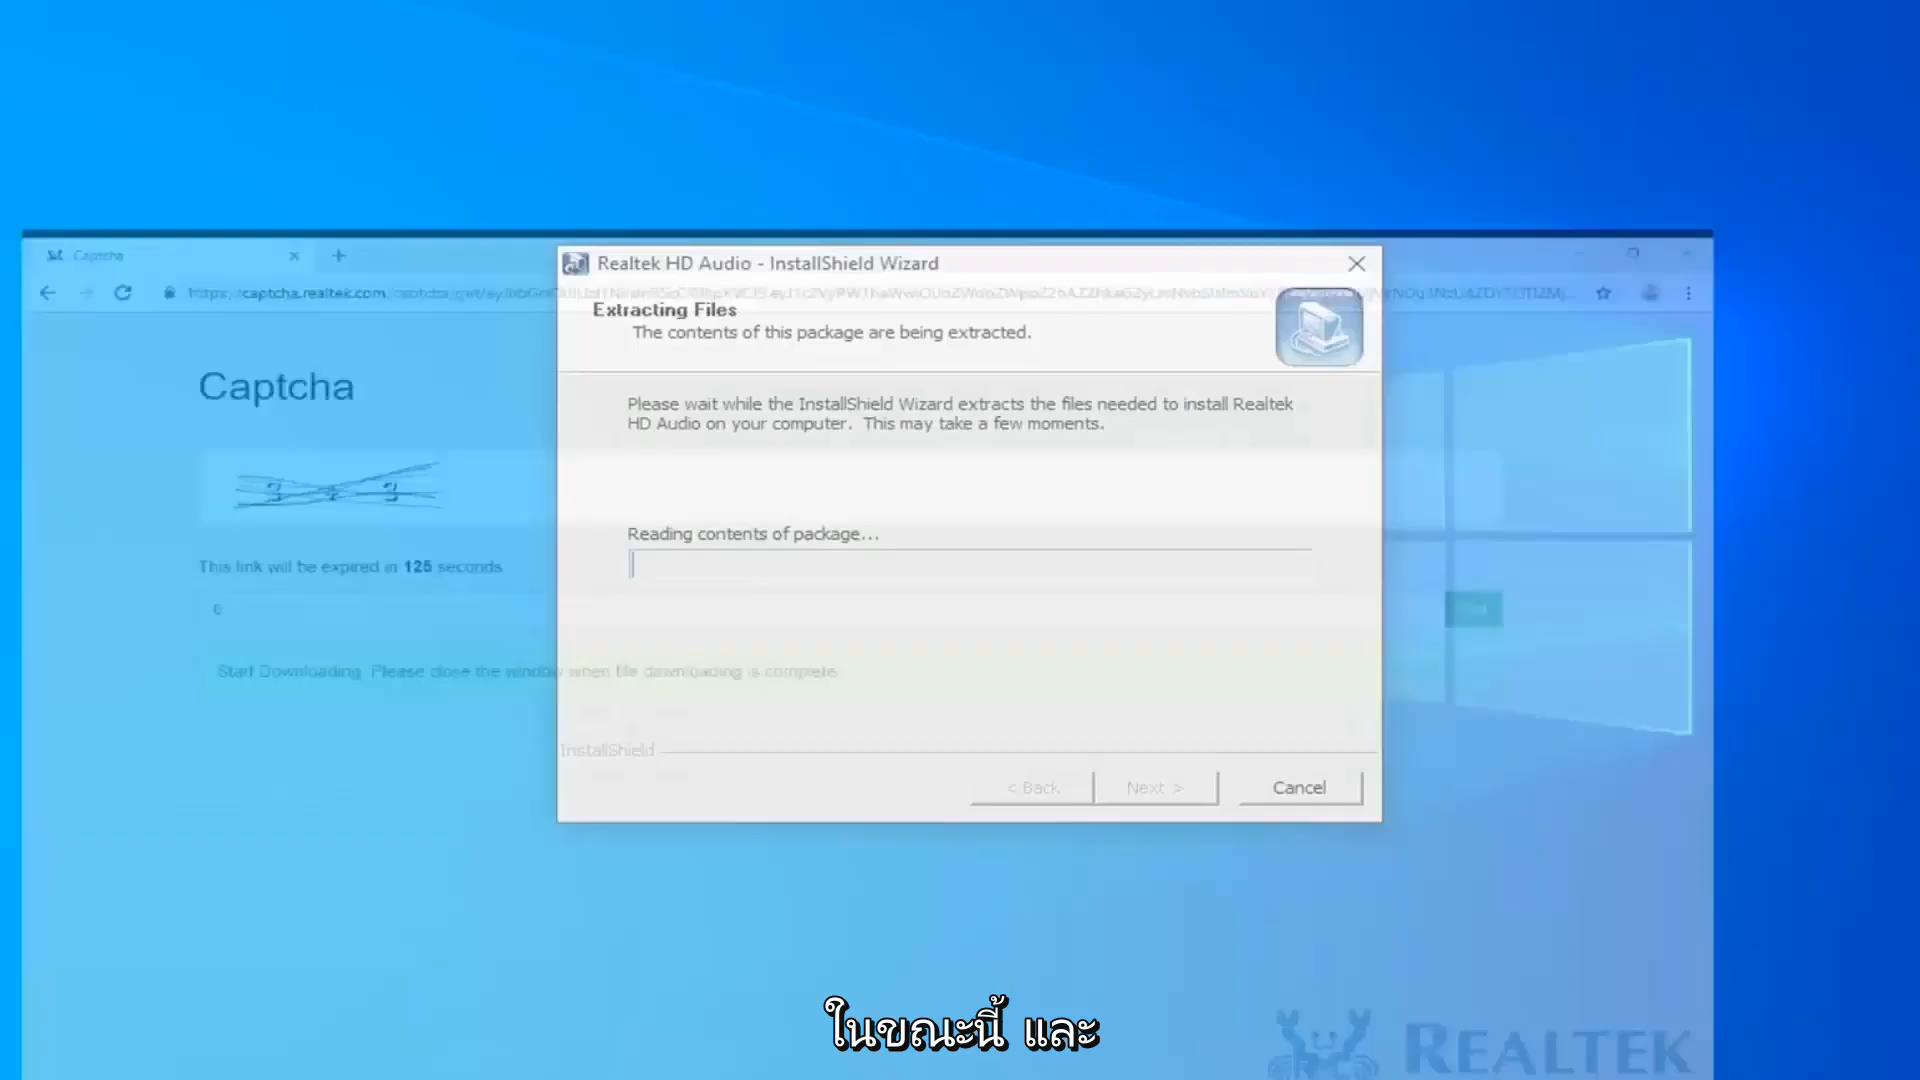 Captcha
Realtek HD Audio - InstallShield Wizard
captcha.realtek.com
Extracting Files
The contents of this package are being extracted.
Captcha
Please wait while the InstallShield Wizard extracts the files needed to install Realtek
HD Audio on your computer. This may take a few moments.
Reading contents of package...
This link will be expired in 125 seconds
6
Start Downloading. Please close the window when file downloading is complete.
InstallShield
< Back
Next >
Cancel
ในขณะนี้ และ
REALTEK